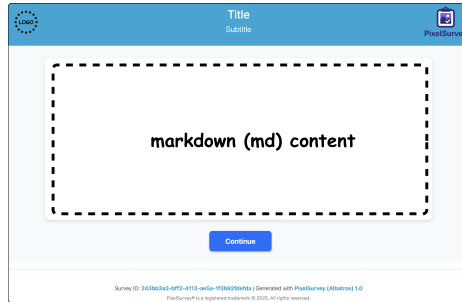 LOGO
Title
Subtitle
PixelSurvey
markdown (md) content
Continue
Survey ID: 243bb3a3-bff2-4113-ae5a-1f3b92fdefda | Generated with PixelSurvey (Albatros) 1.0
PixelSurvey® is a registered trademark © 2025. All rights reserved.